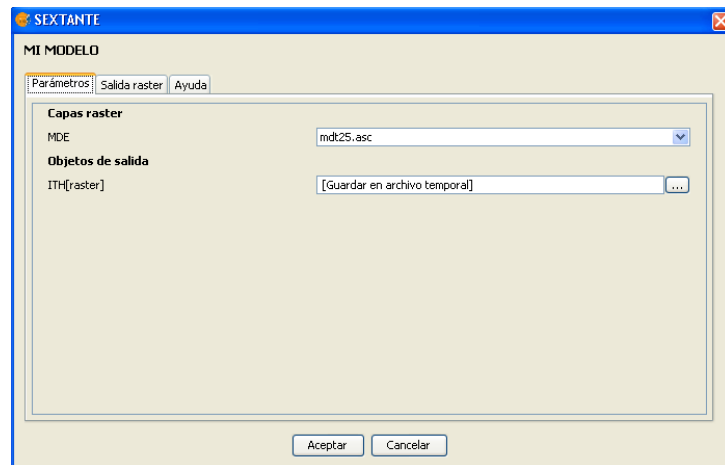 SEXTANTE
MI MODELO
Parámetros Salida raster Ayuda
Capas raster
MDE mdt25.asc
Objetos de salida
ITH[raster] [Guardar en archivo temporal] ...
Aceptar Cancelar